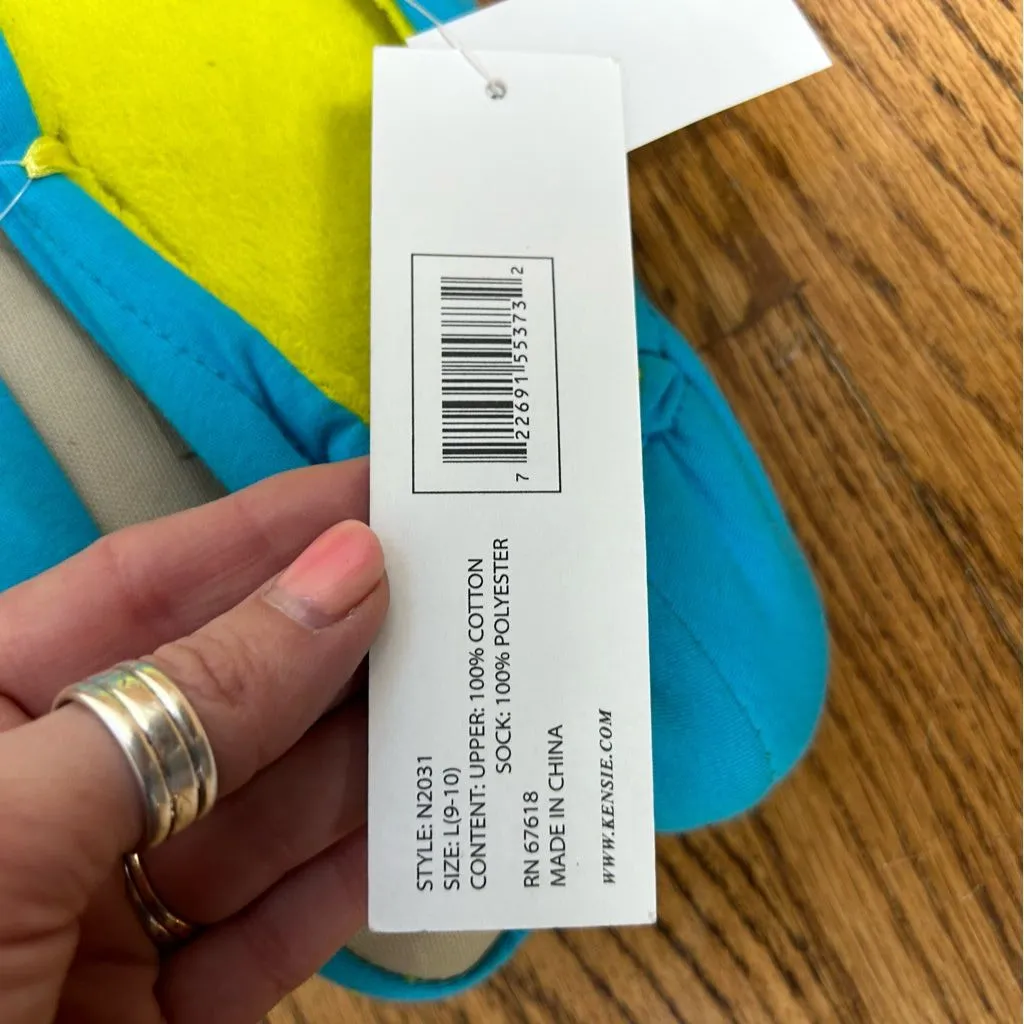 7 22691 55373 2
STYLE: N2031
SIZE: L(9-10)
CONTENT: UPPER: 100% COTTON
SOCK: 100% POLYESTER
RN 67618
MADE IN CHINA
WWW.KENSIE.COM